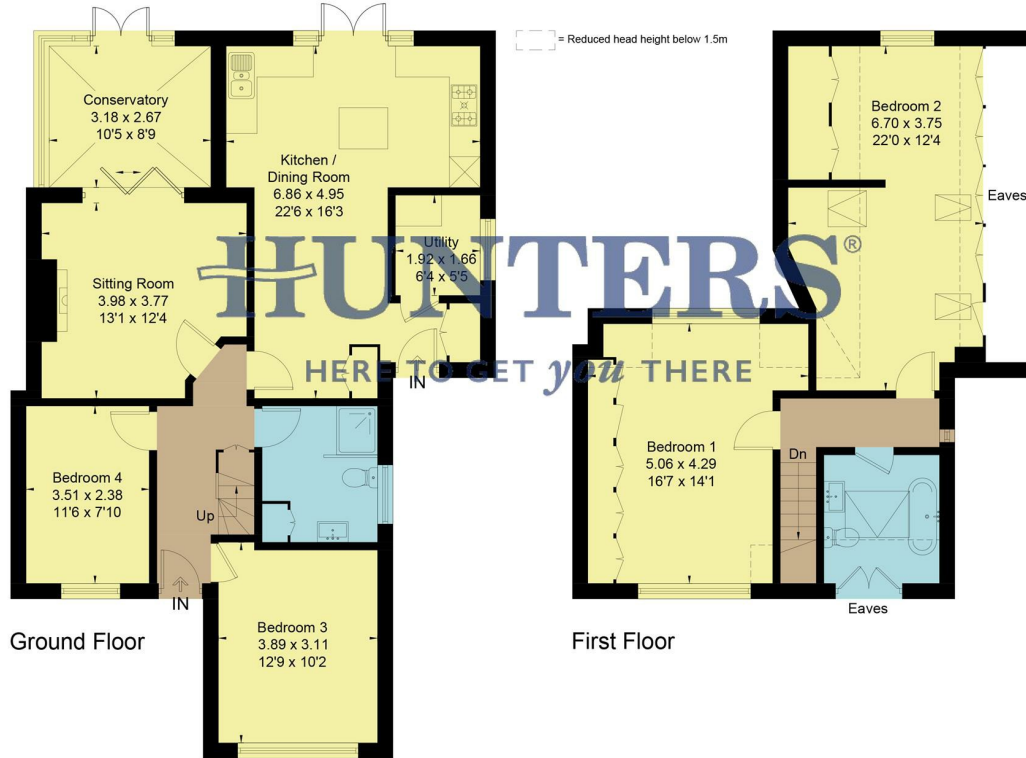 = Reduced head height below 1.5m
Conservatory
3.18 x 2.67
10'5 x 8'9
Kitchen /
Dining Room
6.86 x 4.95
22'6 x 16'3
Utility
1.92 x 1.66
6'4 x 5'5
Sitting Room
3.98 x 3.77
13'1 x 12'4
IN
Bedroom 4
3.51 x 2.38
11'6 x 7'10
Up
IN
Bedroom 3
3.89 x 3.11
12'9 x 10'2
Ground Floor
Bedroom 2
6.70 x 3.75
22'0 x 12'4
Eaves
Bedroom 1
5.06 x 4.29
16'7 x 14'1
Dn
Eaves
First Floor
HUNTERS®
HERE TO GET you THERE